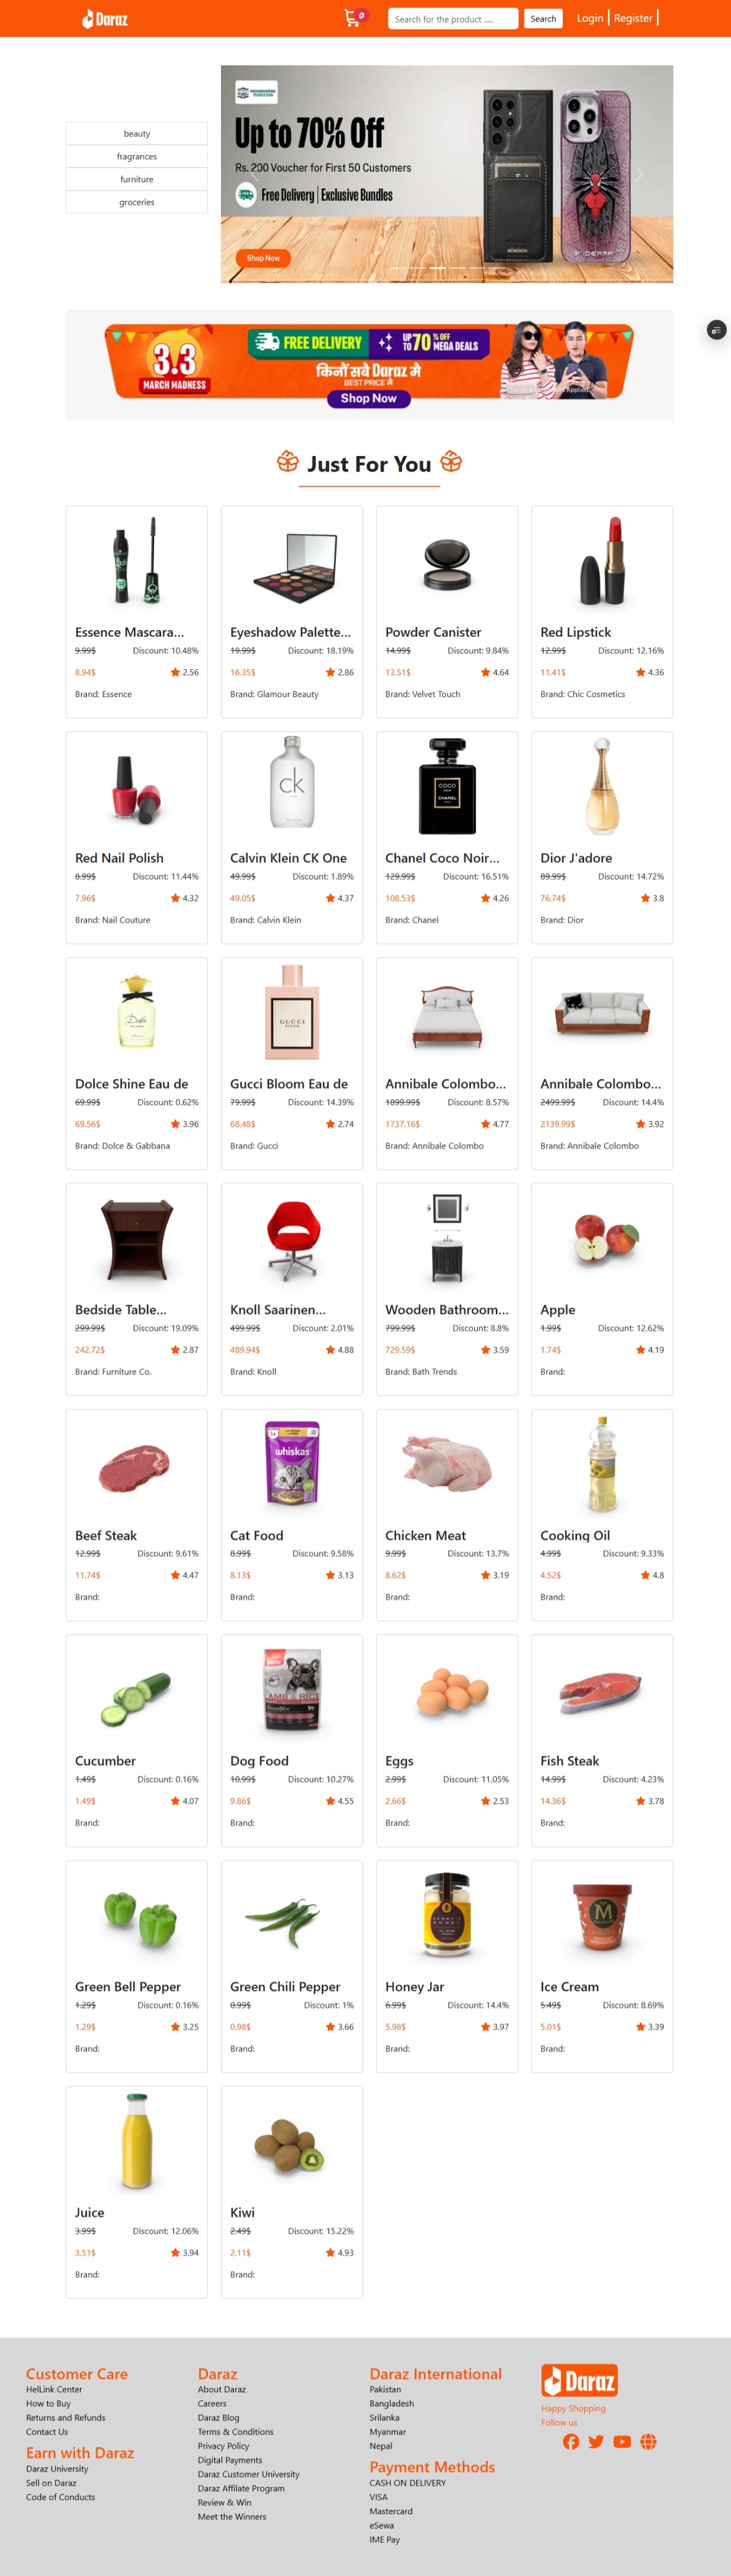 Daraz
0
Search for the product .....
Search
Login
Register
beauty
fragrances
furniture
groceries
Up to 70% Off
Rs. 200 Voucher for First 50 Customers
Free Delivery | Exclusive Bundles
Shop Now
3.3
MARCH MADNESS
FREE DELIVERY
UP TO 70 % OFF MEGA DEALS
किनौं सबै Daraz मै
BEST PRICE मै
Shop Now
Just For You
Essence Mascara...
9.99$ Discount: 10.48%
8.94$ 2.56
Brand: Essence
Eyeshadow Palette...
19.99$ Discount: 18.19%
16.35$ 2.86
Brand: Glamour Beauty
Powder Canister
14.99$ Discount: 9.84%
13.51$ 4.64
Brand: Velvet Touch
Red Lipstick
12.99$ Discount: 12.16%
11.41$ 4.36
Brand: Chic Cosmetics
Red Nail Polish
8.99$ Discount: 11.44%
7.96$ 4.32
Brand: Nail Couture
ck
Calvin Klein CK One
49.99$ Discount: 1.89%
49.05$ 4.37
Brand: Calvin Klein
COCO
NOIR
CHANEL
Chanel Coco Noir...
129.99$ Discount: 16.51%
108.53$ 4.26
Brand: Chanel
Dior J'adore
89.99$ Discount: 14.72%
76.74$ 3.8
Brand: Dior
Dolce
Dolce Shine Eau de
69.99$ Discount: 0.62%
69.56$ 3.96
Brand: Dolce & Gabbana
GUCCI
BLOOM
Gucci Bloom Eau de
79.99$ Discount: 14.39%
68.48$ 2.74
Brand: Gucci
Annibale Colombo...
1899.99$ Discount: 8.57%
1737.16$ 4.77
Brand: Annibale Colombo
Annibale Colombo...
2499.99$ Discount: 14.4%
2139.99$ 3.92
Brand: Annibale Colombo
Bedside Table...
299.99$ Discount: 19.09%
242.72$ 2.87
Brand: Furniture Co.
Knoll Saarinen...
499.99$ Discount: 2.01%
489.94$ 4.88
Brand: Knoll
Wooden Bathroom...
799.99$ Discount: 8.8%
729.59$ 3.59
Brand: Bath Trends
Apple
1.99$ Discount: 12.62%
1.74$ 4.19
Brand:
Beef Steak
12.99$ Discount: 9.61%
11.74$ 4.47
Brand:
whiskas
Cat Food
8.99$ Discount: 9.58%
8.13$ 3.13
Brand:
Chicken Meat
9.99$ Discount: 13.7%
8.62$ 3.19
Brand:
Cooking Oil
4.99$ Discount: 9.33%
4.52$ 4.8
Brand:
Cucumber
1.49$ Discount: 0.16%
1.49$ 4.07
Brand:
LAMB & RICE
Dog Food
10.99$ Discount: 10.27%
9.86$ 4.55
Brand:
Eggs
2.99$ Discount: 11.05%
2.66$ 2.53
Brand:
Fish Steak
14.99$ Discount: 4.23%
14.36$ 3.78
Brand:
Green Bell Pepper
1.29$ Discount: 0.16%
1.29$ 3.25
Brand:
Green Chili Pepper
0.99$ Discount: 1%
0.98$ 3.66
Brand:
Honey Jar
6.99$ Discount: 14.4%
5.98$ 3.97
Brand:
M
Ice Cream
5.49$ Discount: 8.69%
5.01$ 3.39
Brand:
Juice
3.99$ Discount: 12.06%
3.51$ 3.94
Brand:
Kiwi
2.49$ Discount: 15.22%
2.11$ 4.93
Brand:
Customer Care
HelLink Center
How to Buy
Returns and Refunds
Contact Us
Earn with Daraz
Daraz University
Sell on Daraz
Code of Conducts
Daraz
About Daraz
Careers
Daraz Blog
Terms & Conditions
Privacy Policy
Digital Payments
Daraz Customer University
Daraz Affilate Program
Review & Win
Meet the Winners
Daraz International
Pakistan
Bangladesh
Srilanka
Myanmar
Nepal
Payment Methods
CASH ON DELIVERY
VISA
Mastercard
eSewa
IME Pay
Daraz
Happy Shopping
Follow us